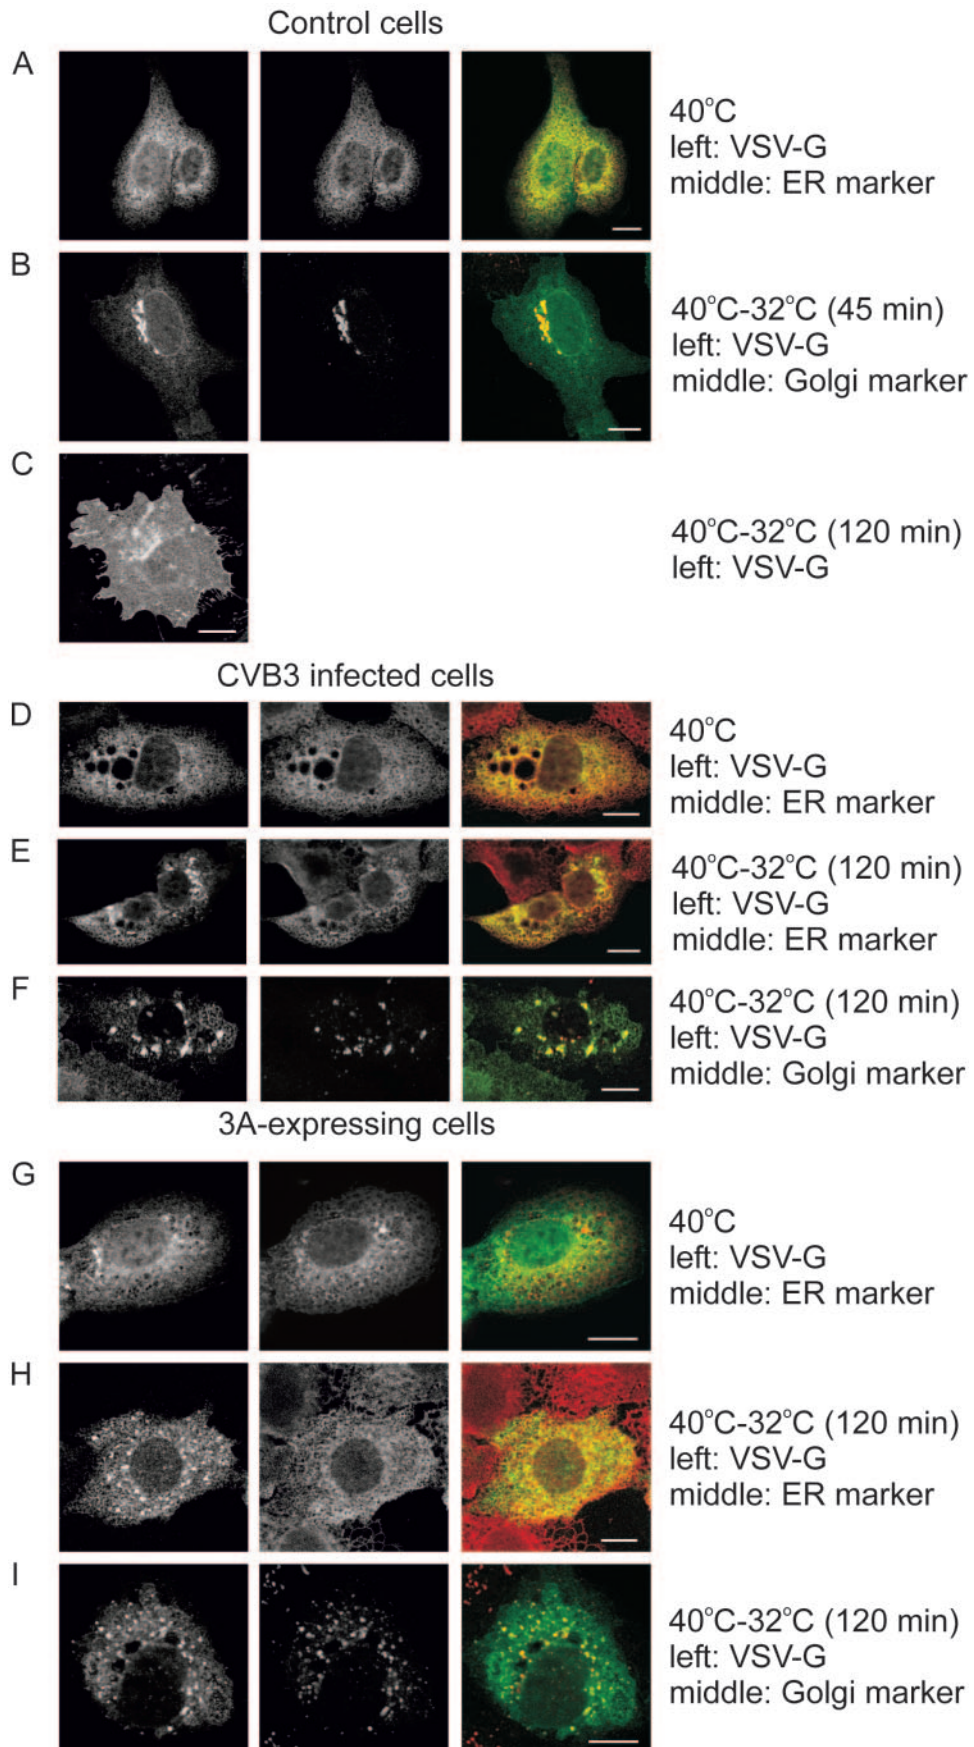 Control cells
A
40°C
left: VSV-G
middle: ER marker
B
40°C-32°C (45 min)
left: VSV-G
middle: Golgi marker
C
40°C-32°C (120 min)
left: VSV-G
CVB3 infected cells
D
40°C
left: VSV-G
middle: ER marker
E
40°C-32°C (120 min)
left: VSV-G
middle: ER marker
F
40°C-32°C (120 min)
left: VSV-G
middle: Golgi marker
3A-expressing cells
G
40°C
left: VSV-G
middle: ER marker
H
40°C-32°C (120 min)
left: VSV-G
middle: ER marker
I
40°C-32°C (120 min)
left: VSV-G
middle: Golgi marker